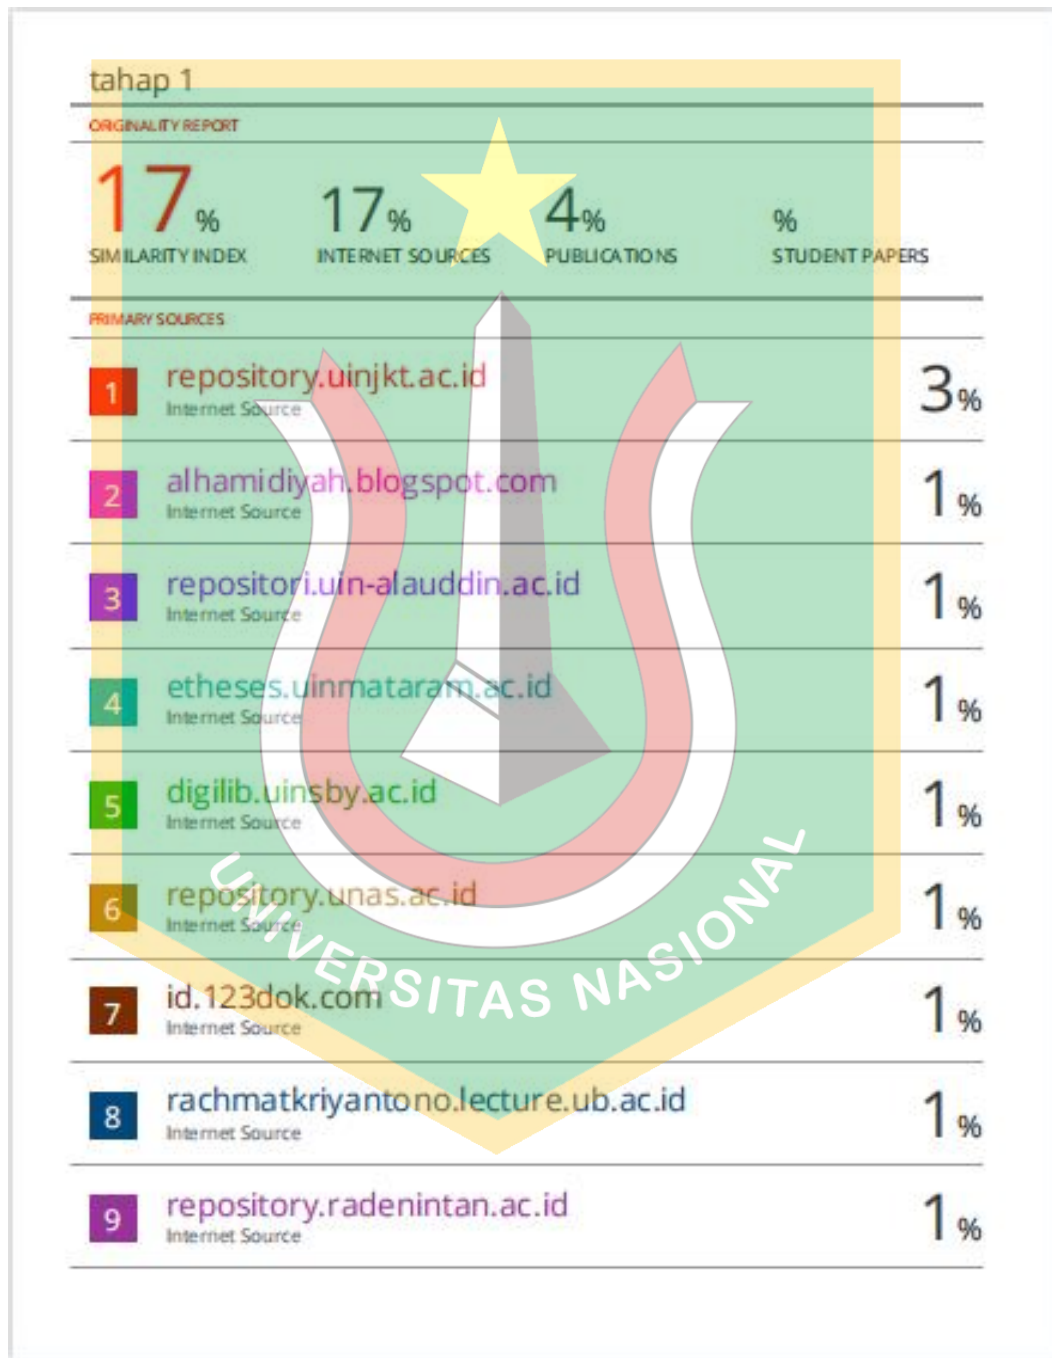 tahap 1
ORIGINALITY REPORT
17% 17% 4% %
SIMILARITY INDEX INTERNET SOURCES PUBLICATIONS STUDENT PAPERS
PRIMARY SOURCES
1 repository.uinjkt.ac.id 3%
Internet Source
2 alhamidiyah.blogspot.com 1%
Internet Source
3 repositori.uin-alauddin.ac.id 1%
Internet Source
4 etheses.uinmataram.ac.id 1%
Internet Source
5 digilib.uinsby.ac.id 1%
Internet Source
6 repository.unas.ac.id 1%
Internet Source
7 id.123dok.com 1%
Internet Source
8 rachmatkriyantono.lecture.ub.ac.id 1%
Internet Source
9 repository.radenintan.ac.id 1%
Internet Source
UNIVERSITAS NASIONAL